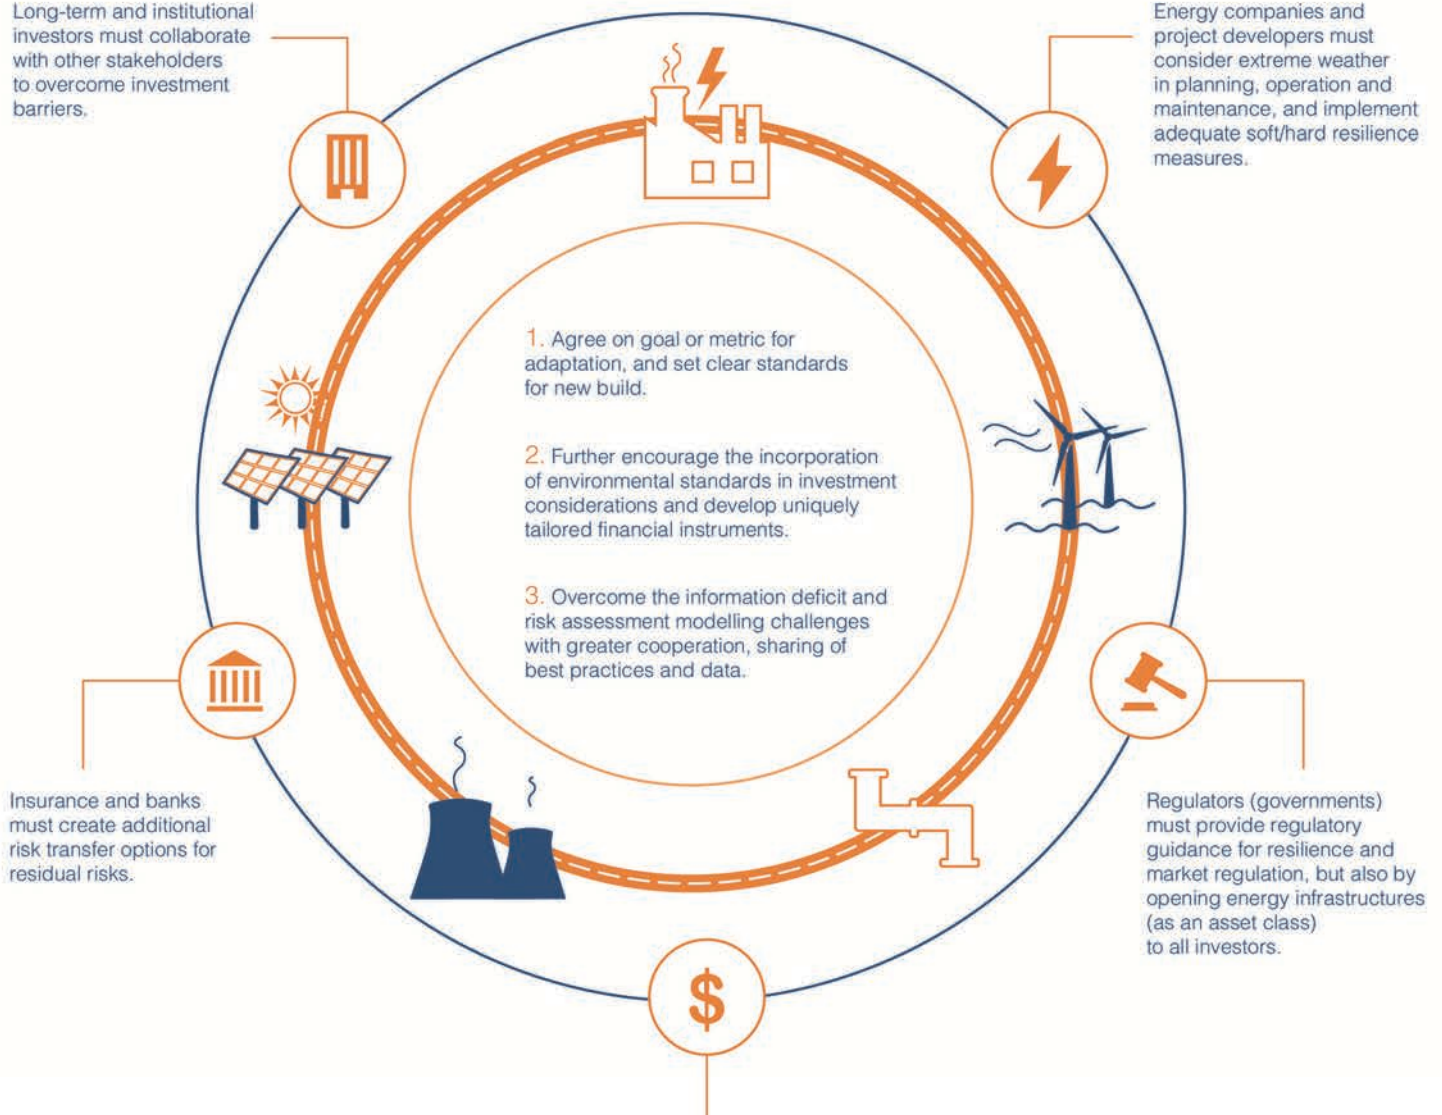 Long-term and institutional
investors must collaborate
with other stakeholders
to overcome investment
barriers.
Energy companies and
project developers must
consider extreme weather
in planning, operation and
maintenance, and implement
adequate soft/hard resilience
measures.
1. Agree on goal or metric for
adaptation, and set clear standards
for new build.
2. Further encourage the incorporation
of environmental standards in investment
considerations and develop uniquely
tailored financial instruments.
3. Overcome the information deficit and
risk assessment modelling challenges
with greater cooperation, sharing of
best practices and data.
Insurance and banks
must create additional
risk transfer options for
residual risks.
Regulators (governments)
must provide regulatory
guidance for resilience and
market regulation, but also by
opening energy infrastructures
(as an asset class)
to all investors.
$